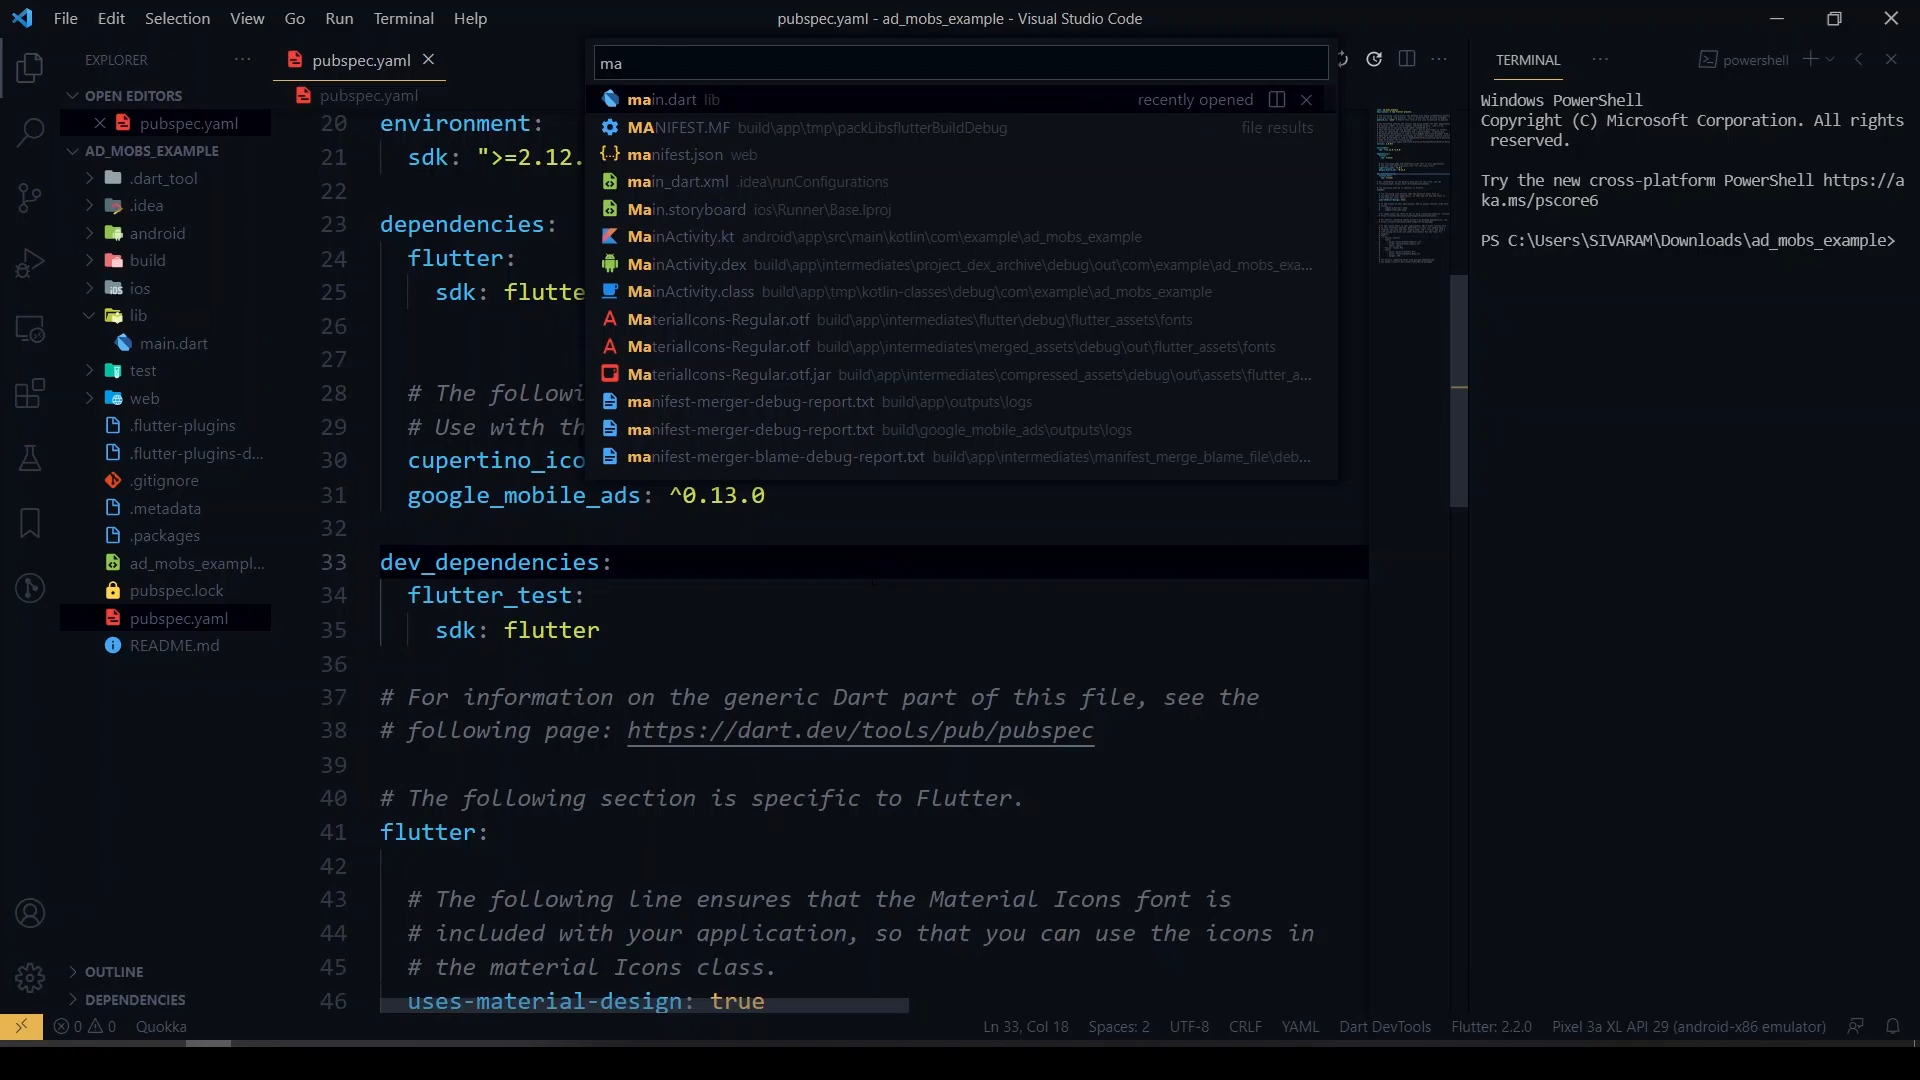 File Edit Selection View Go Run Terminal Help
pubspec.yaml - ad_mobs_example - Visual Studio Code
EXPLORER
OPEN EDITORS
pubspec.yaml
AD_MOBS_EXAMPLE
.dart_tool
.idea
android
build
ios
lib
main.dart
test
web
.flutter-plugins
.flutter-plugins-d...
.gitignore
.metadata
.packages
ad_mobs_exampl...
pubspec.lock
pubspec.yaml
README.md
OUTLINE
DEPENDENCIES
pubspec.yaml
pubspec.yaml
ma
main.dart lib recently opened
MANIFEST.MF build\app\tmp\packLibsflutterBuildDebug file results
manifest.json web
main_dart.xml .idea\runConfigurations
Main.storyboard ios\Runner\Base.lproj
MainActivity.kt android\app\src\main\kotlin\com\example\ad_mobs_example
MainActivity.dex build\app\intermediates\project_dex_archive\debug\out\com\example\ad_mobs_exa...
MainActivity.class build\app\tmp\kotlin-classes\debug\com\example\ad_mobs_example
MaterialIcons-Regular.otf build\app\intermediates\flutter\debug\flutter_assets\fonts
MaterialIcons-Regular.otf build\app\intermediates\merged_assets\debug\out\flutter_assets\fonts
MaterialIcons-Regular.otf.jar build\app\intermediates\compressed_assets\debug\out\assets\flutter_a...
manifest-merger-debug-report.txt build\app\outputs\logs
manifest-merger-debug-report.txt build\google_mobile_ads\outputs\logs
manifest-merger-blame-debug-report.txt build\app\intermediates\manifest_merge_blame_file\deb...
20 environment:
21 sdk: ">=2.12.
22
23 dependencies:
24 flutter:
25 sdk: flutte
26
27
28 # The followi
29 # Use with th
30 cupertino_ico
31 google_mobile_ads: ^0.13.0
32
33 dev_dependencies:
34 flutter_test:
35 sdk: flutter
36
37 # For information on the generic Dart part of this file, see the
38 # following page: https://dart.dev/tools/pub/pubspec
39
40 # The following section is specific to Flutter.
41 flutter:
42
43 # The following line ensures that the Material Icons font is
44 # included with your application, so that you can use the icons in
45 # the material Icons class.
46 uses-material-design: true
TERMINAL
powershell
Windows PowerShell
Copyright (C) Microsoft Corporation. All rights
reserved.
Try the new cross-platform PowerShell https://a
ka.ms/pscore6
PS C:\Users\SIVARAM\Downloads\ad_mobs_example>
0 0 Quokka
Ln 33, Col 18 Spaces: 2 UTF-8 CRLF YAML Dart DevTools Flutter: 2.2.0 Pixel 3a XL API 29 (android-x86 emulator)